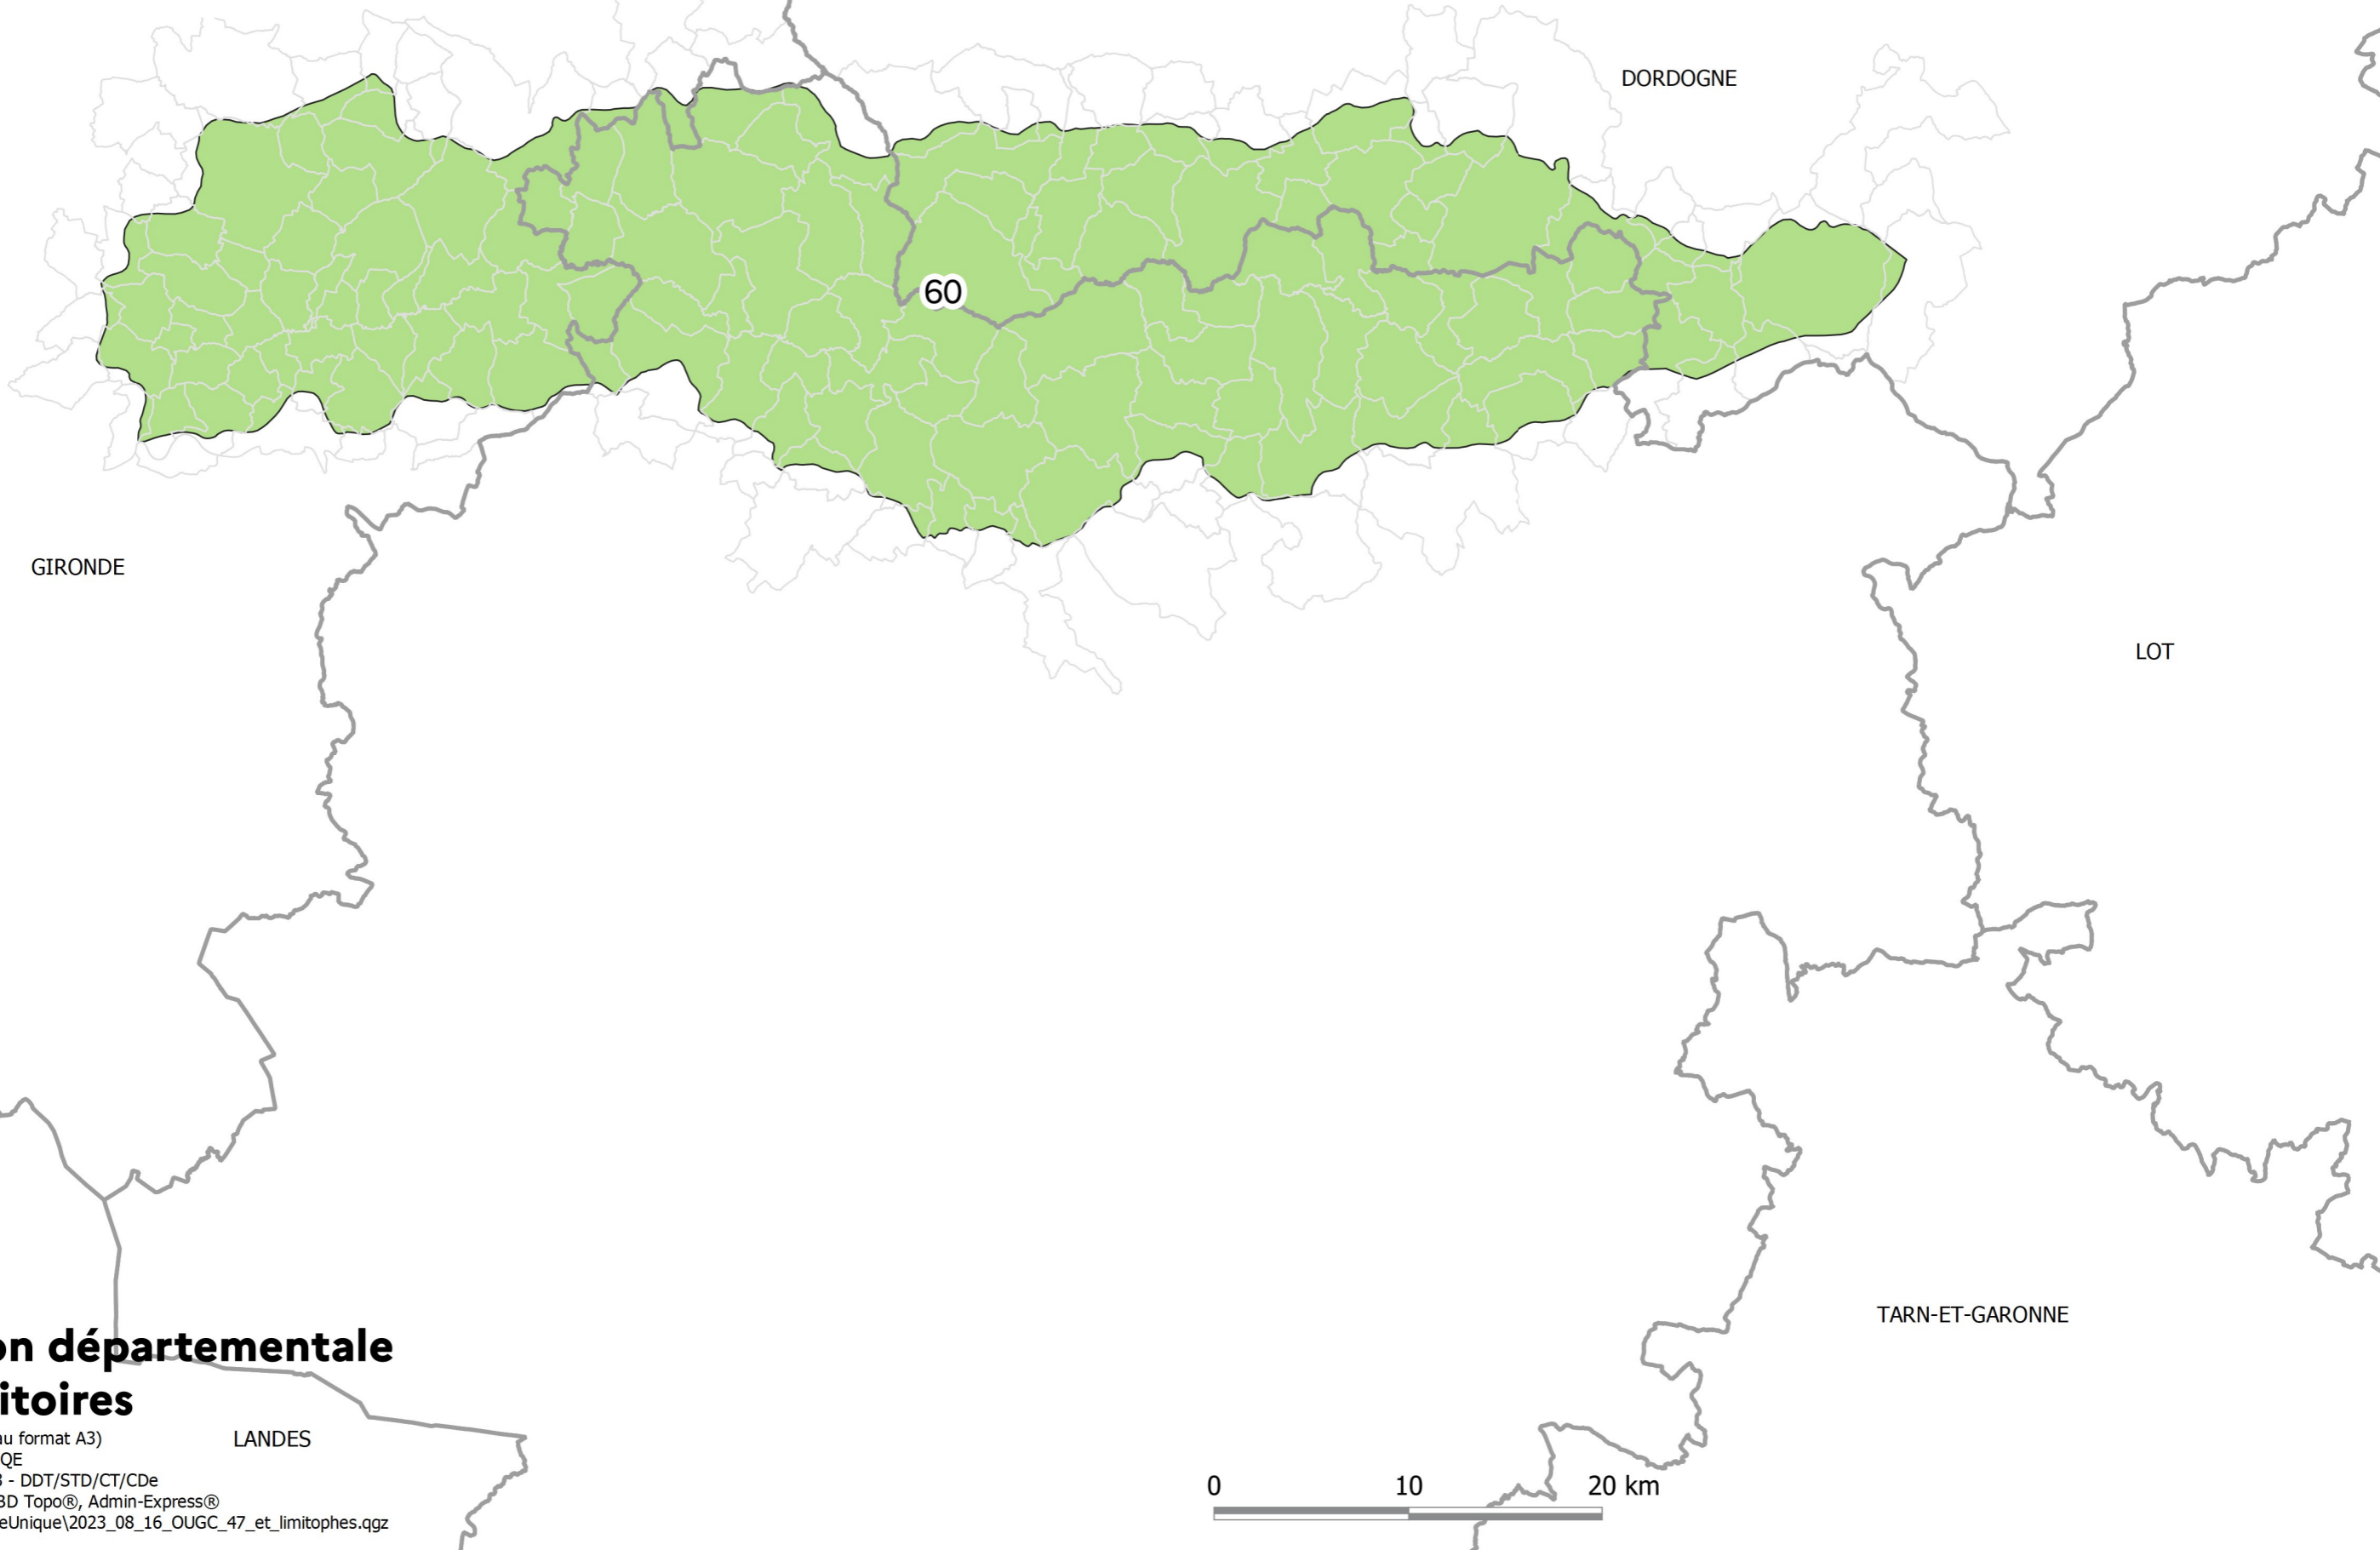 DORDOGNE
60
GIRONDE
LOT
TARN-ET-GARONNE
on départementale
itoires
LANDES
au format A3)
QE
3 - DDT/STD/CT/CDe
BD Topo®, Admin-Express®
eUnique\2023_08_16_OUGC_47_et_limitophes.qgz
0 10 20 km